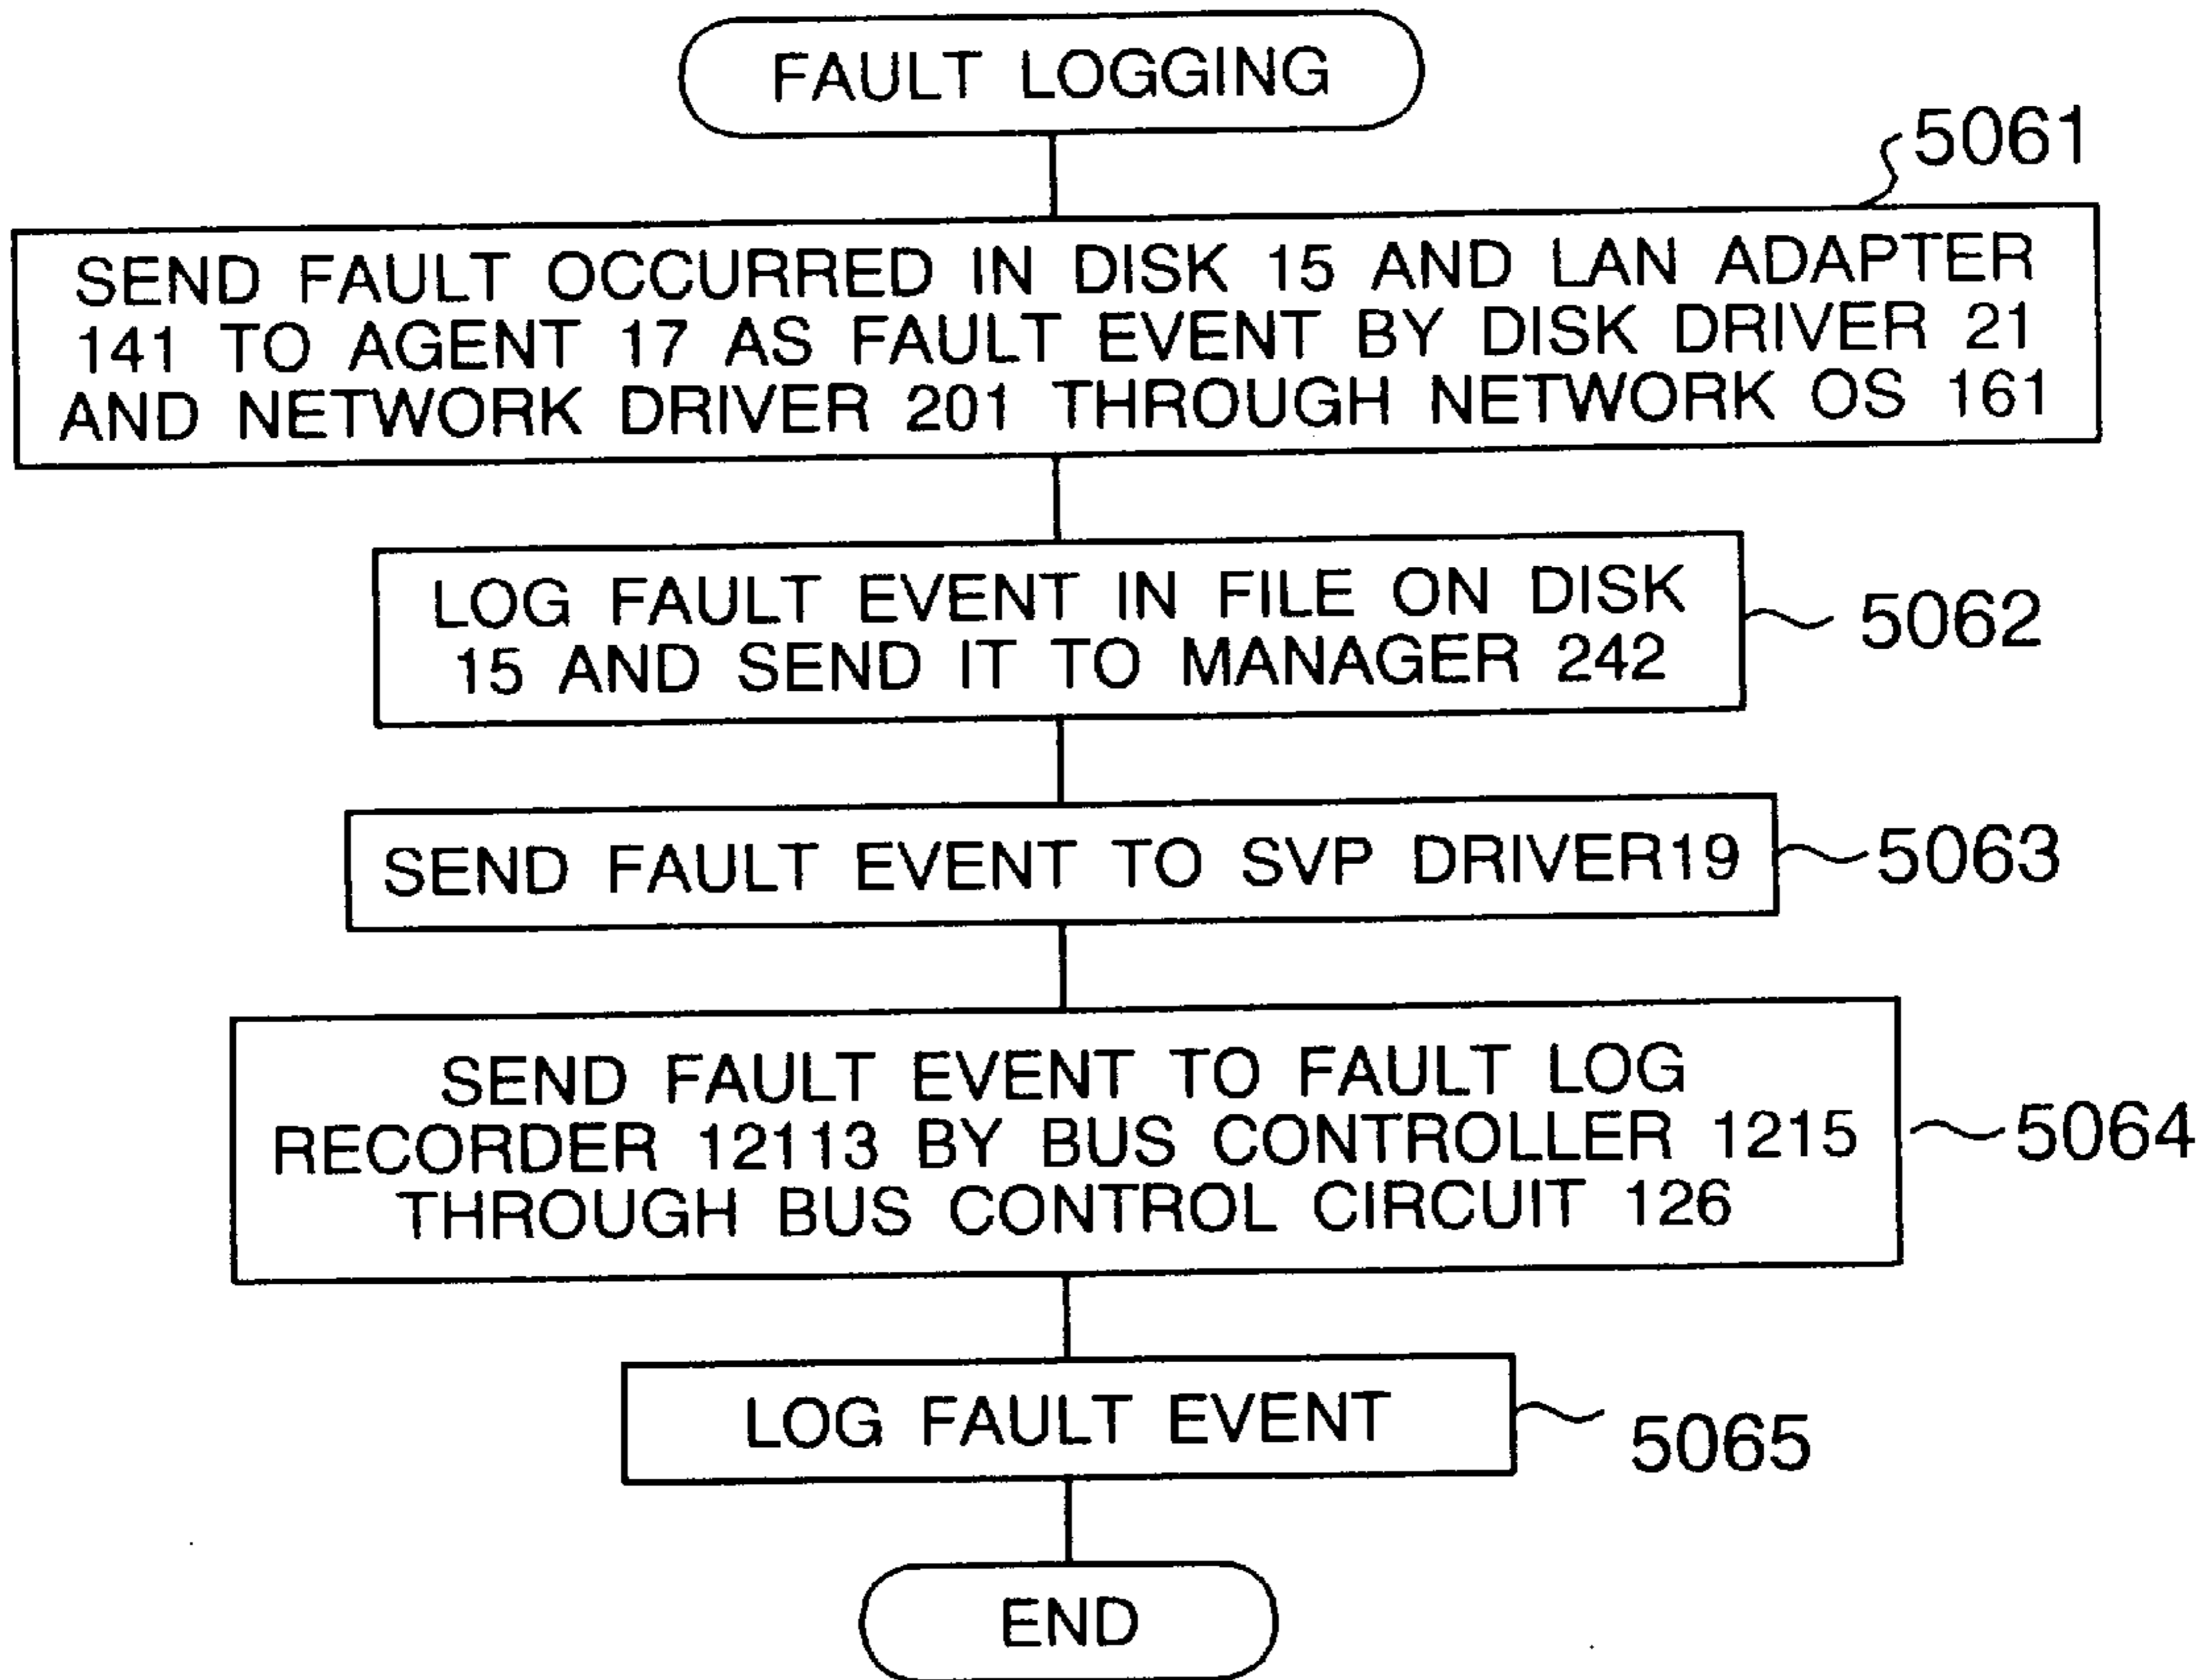 FAULT LOGGING
5061
SEND FAULT OCCURRED IN DISK 15 AND LAN ADAPTER
141 TO AGENT 17 AS FAULT EVENT BY DISK DRIVER 21
AND NETWORK DRIVER 201 THROUGH NETWORK OS 161
LOG FAULT EVENT IN FILE ON DISK
15 AND SEND IT TO MANAGER 242
5062
SEND FAULT EVENT TO SVP DRIVER19
5063
SEND FAULT EVENT TO FAULT LOG
RECORDER 12113 BY BUS CONTROLLER 1215
THROUGH BUS CONTROL CIRCUIT 126
5064
LOG FAULT EVENT
5065
END